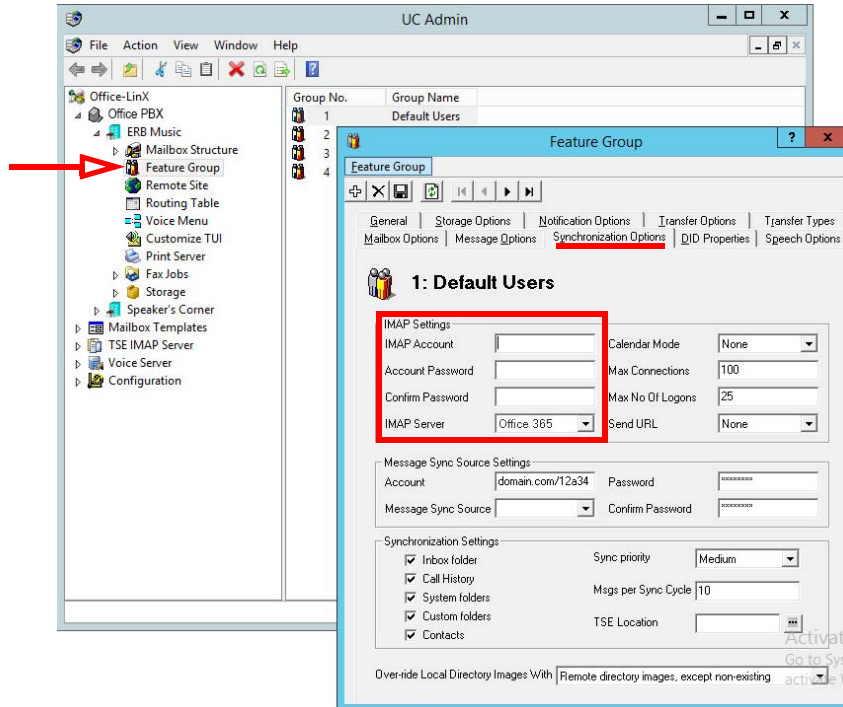 UC Admin
File Action View Window Help
Office-LinX
Office PBX
ERB Music
Mailbox Structure
Feature Group
Remote Site
Routing Table
Voice Menu
Customize TUI
Print Server
Fax Jobs
Storage
Speaker's Corner
Mailbox Templates
TSE IMAP Server
Voice Server
Configuration
Group No. Group Name
1 Default Users
2
3
4
Feature Group
Feature Group
General Storage Options Notification Options Transfer Options Transfer Types
Mailbox Options Message Options Synchronization Options DID Properties Speech Options
1: Default Users
IMAP Settings
IMAP Account Calendar Mode None
Account Password Max Connections 100
Confirm Password Max No Of Logons 25
IMAP Server Office 365 Send URL None
Message Sync Source Settings
Account domain.com/12a34 Password xxxxxxxx
Message Sync Source Confirm Password xxxxxxxx
Synchronization Settings
Inbox folder Sync priority Medium
Call History
Msgs per Sync Cycle 10
System folders
Custom folders TSE Location ...
Contacts
Activat
Go to Sys
Over-ride Local Directory Images With Remote directory images, except non-existing